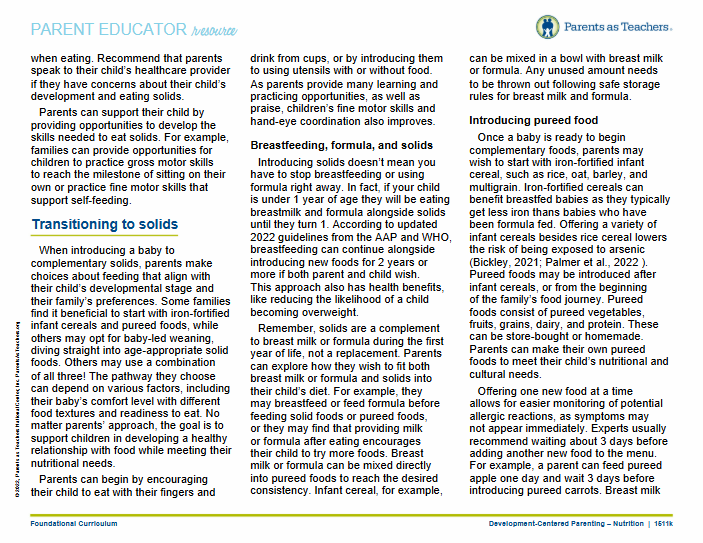 PARENT EDUCATOR resource
Parents as Teachers®
when eating. Recommend that parents
speak to their child's healthcare provider
if they have concerns about their child's
development and eating solids.
Parents can support their child by
providing opportunities to develop the
skills needed to eat solids. For example,
families can provide opportunities for
children to practice gross motor skills
to reach the milestone of sitting on their
own or practice fine motor skills that
support self-feeding.
Transitioning to solids
When introducing a baby to
complementary solids, parents make
choices about feeding that align with
their child's developmental stage and
their family's preferences. Some families
find it beneficial to start with iron-fortified
infant cereals and pureed foods, while
others may opt for baby-led weaning,
diving straight into age-appropriate solid
foods. Others may use a combination
of all three! The pathway they choose
can depend on various factors, including
their baby's comfort level with different
food textures and readiness to eat. No
matter parents' approach, the goal is to
support children in developing a healthy
relationship with food while meeting their
nutritional needs.
Parents can begin by encouraging
their child to eat with their fingers and
drink from cups, or by introducing them
to using utensils with or without food.
As parents provide many learning and
practicing opportunities, as well as
praise, children's fine motor skills and
hand-eye coordination also improves.
Breastfeeding, formula, and solids
Introducing solids doesn't mean you
have to stop breastfeeding or using
formula right away. In fact, if your child
is under 1 year of age they will be eating
breastmilk and formula alongside solids
until they turn 1. According to updated
2022 guidelines from the AAP and WHO,
breastfeeding can continue alongside
introducing new foods for 2 years or
more if both parent and child wish.
This approach also has health benefits,
like reducing the likelihood of a child
becoming overweight.
Remember, solids are a complement
to breast milk or formula during the first
year of life, not a replacement. Parents
can explore how they wish to fit both
breast milk or formula and solids into
their child's diet. For example, they
may breastfeed or feed formula before
feeding solid foods or pureed foods,
or they may find that providing milk
or formula after eating encourages
their child to try more foods. Breast
milk or formula can be mixed directly
into pureed foods to reach the desired
consistency. Infant cereal, for example,
can be mixed in a bowl with breast milk
or formula. Any unused amount needs
to be thrown out following safe storage
rules for breast milk and formula.
Introducing pureed food
Once a baby is ready to begin
complementary foods, parents may
wish to start with iron-fortified infant
cereal, such as rice, oat, barley, and
multigrain. Iron-fortified cereals can
benefit breastfed babies as they typically
get less iron thans babies who have
been formula fed. Offering a variety of
infant cereals besides rice cereal lowers
the risk of being exposed to arsenic
(Bickley, 2021; Palmer et al., 2022 ).
Pureed foods may be introduced after
infant cereals, or from the beginning
of the family's food journey. Pureed
foods consist of pureed vegetables,
fruits, grains, dairy, and protein. These
can be store-bought or homemade.
Parents can make their own pureed
foods to meet their child's nutritional and
cultural needs.
Offering one new food at a time
allows for easier monitoring of potential
allergic reactions, as symptoms may
not appear immediately. Experts usually
recommend waiting about 3 days before
adding another new food to the menu.
For example, a parent can feed pureed
apple one day and wait 3 days before
introducing pureed carrots. Breast milk
©2022, Parents as Teachers National Center, Inc. ParentsAsTeachers.org
Foundational Curriculum
Development-Centered Parenting – Nutrition | 1511k